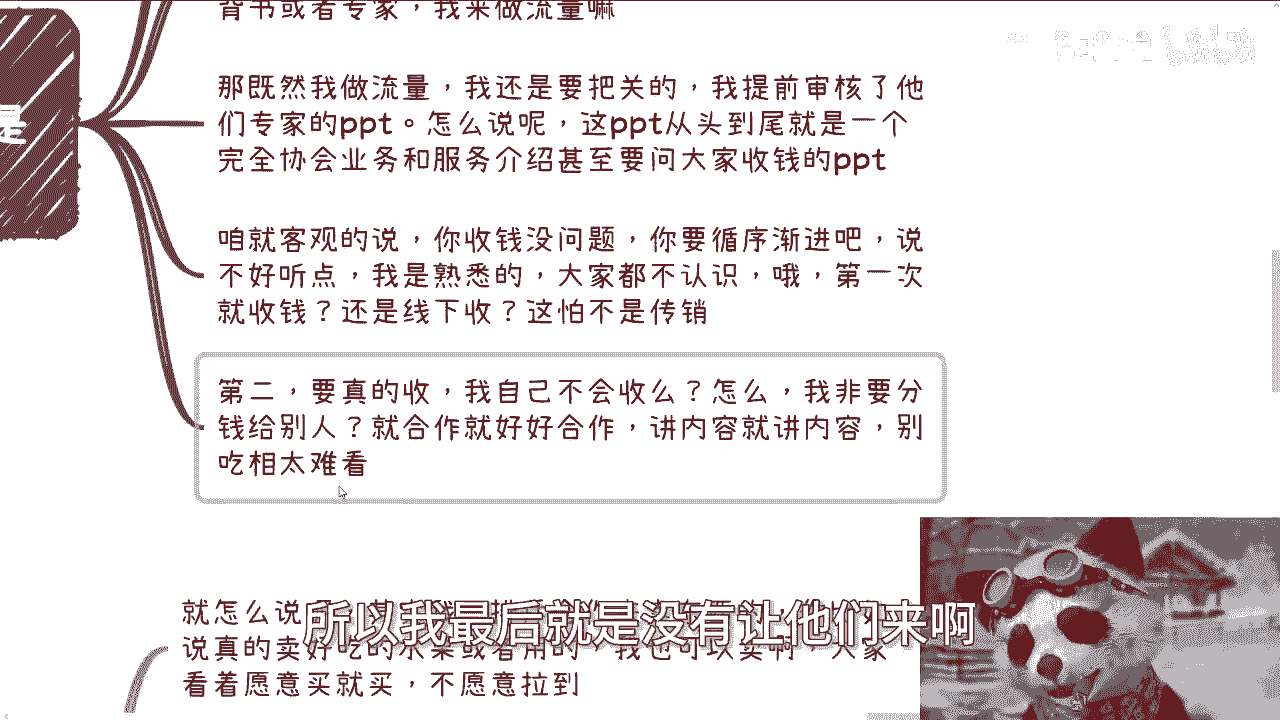 背书或者专家，我来做流量嘛
那既然我做流量，我还是要把关的，我提前审核了他
们专家的ppt。怎么说呢，这ppt从头到尾就是一个
完全协会业务和服务介绍甚至要问大家收钱的ppt
咱就客观的说，你收钱没问题，你要循序渐进吧，说
不好听点，我是熟悉的，大家都不认识，哦，第一次
就收钱？还是线下收？这怕不是传销
第二，要真的收，我自己不会收么？怎么，我非要分
钱给别人？就合作就好好合作，讲内容就讲内容，别
吃相太难看
就怎么说
所以我最后就是没有让他们来啊
说真的卖好吃的水果或者用的，我也可以卖啊，大家
看着愿意买就买，不愿意拉到